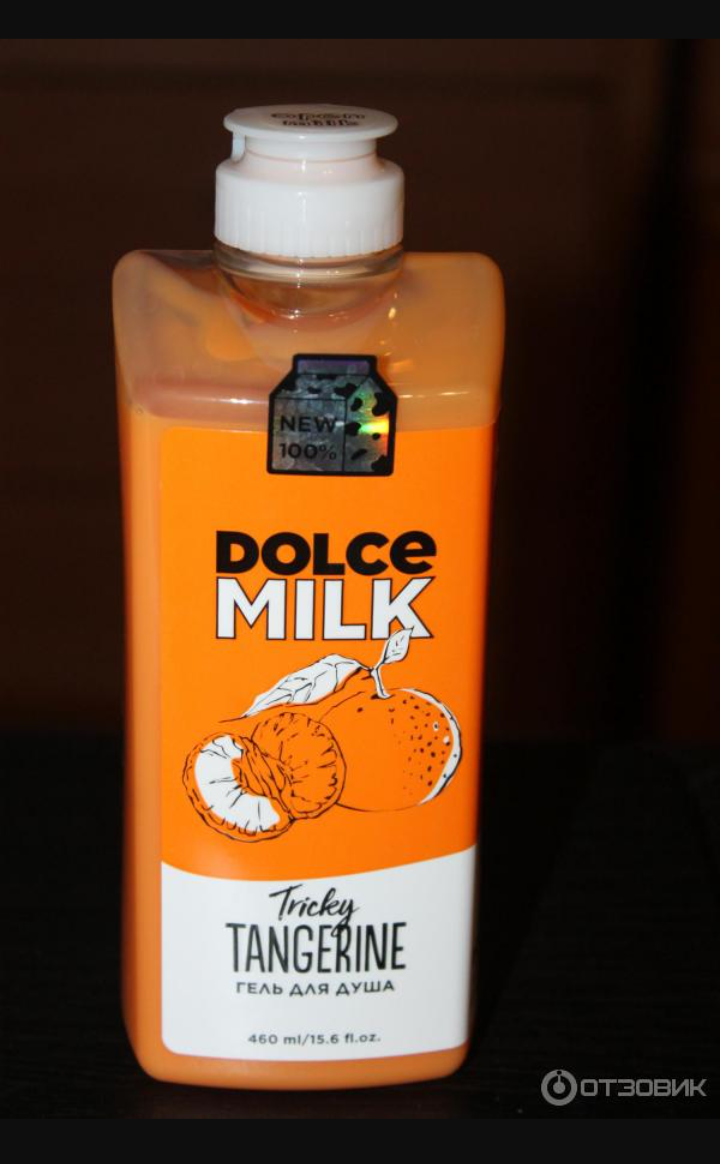 NEW
100%
DOLCE
MILK
Tricky
TANGERINE
ГЕЛЬ ДЛЯ ДУША
460 ml/15.6 fl.oz.
ОТЗОВИК